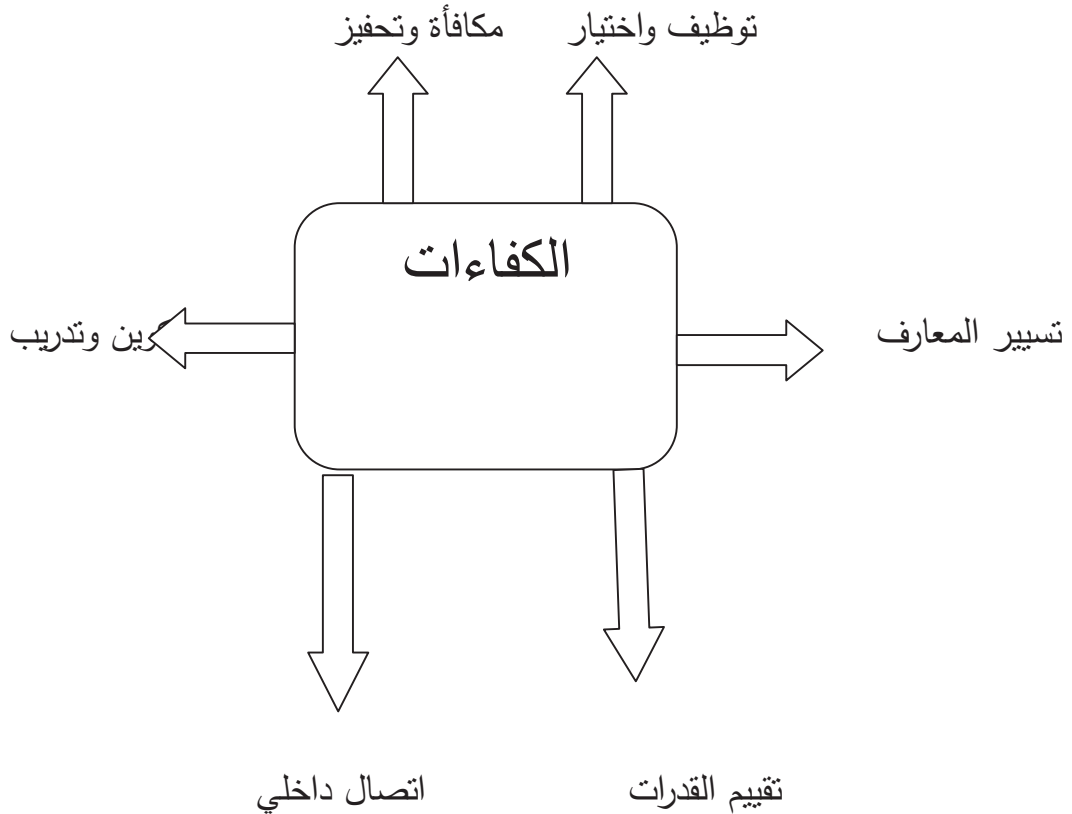 توظيف واختيار
مكافأة وتحفيز
الكفاءات
تسيير المعارف
وتدريب
تقييم القدرات
اتصال داخلي